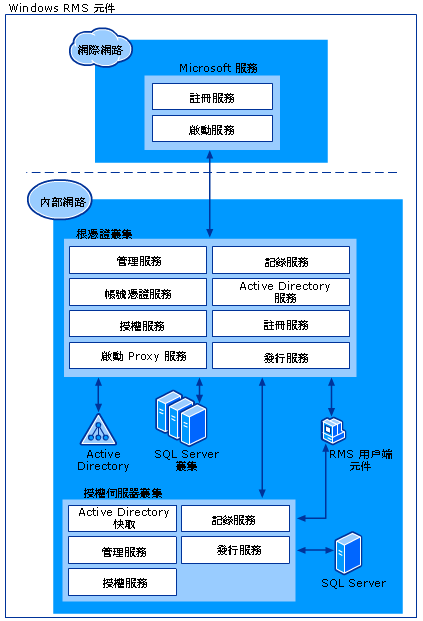 Windows RMS 元件
網際網路
Microsoft 服務
註冊服務
啟動服務
內部網路
根憑證叢集
管理服務
記錄服務
帳號憑證服務
Active Directory
服務
授權服務
註冊服務
啟動 Proxy 服務
發行服務
Active
Directory
SQL Server
叢集
RMS 用戶端
元件
授權伺服器叢集
Active Directory
快取
記錄服務
管理服務
發行服務
授權服務
SQL Server